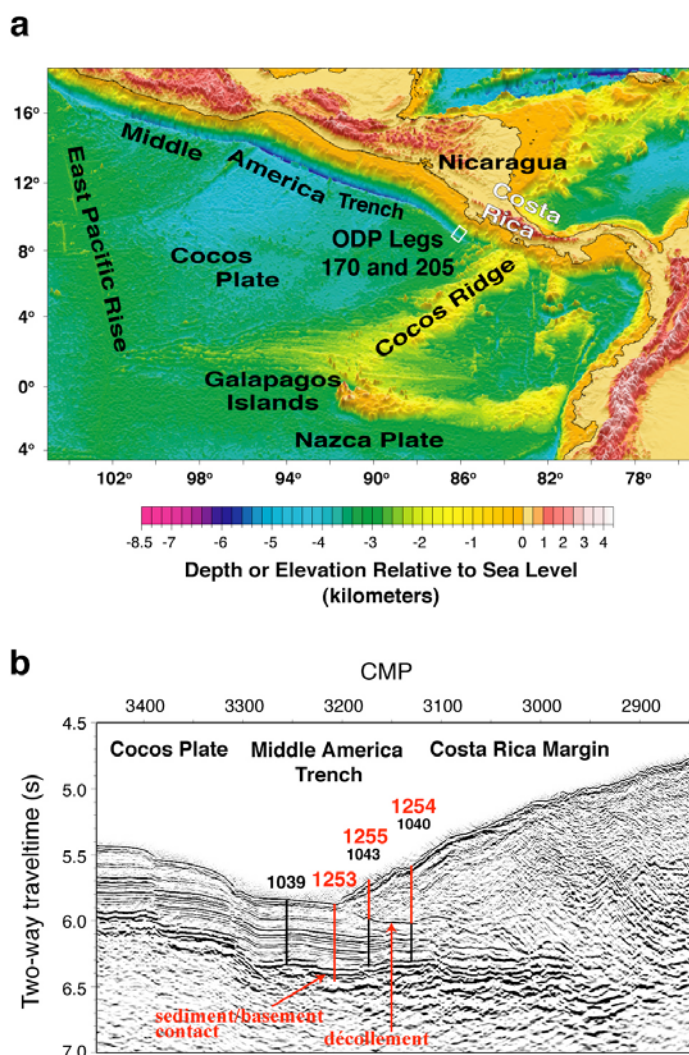 a
16°
12°
8°
4°
0°
4°
Middle America Trench
East Pacific Rise
Nicaragua
Costa
Rica
ODP Legs
170 and 205
Cocos
Plate
Cocos Ridge
Galapagos
Islands
Nazca Plate
102° 98° 94° 90° 86° 82° 78°
-8.5 -7 -6 -5 -4 -3 -2 -1 0 1 2 3 4
Depth or Elevation Relative to Sea Level
(kilometers)
b
CMP
3400 3300 3200 3100 3000 2900
4.5
5.0
5.5
6.0
6.5
7.0
Two-way traveltime (s)
Cocos Plate
Middle America
Trench
Costa Rica Margin
1039
1253
1255
1043
1254
1040
sediment/basement
contact
décollement